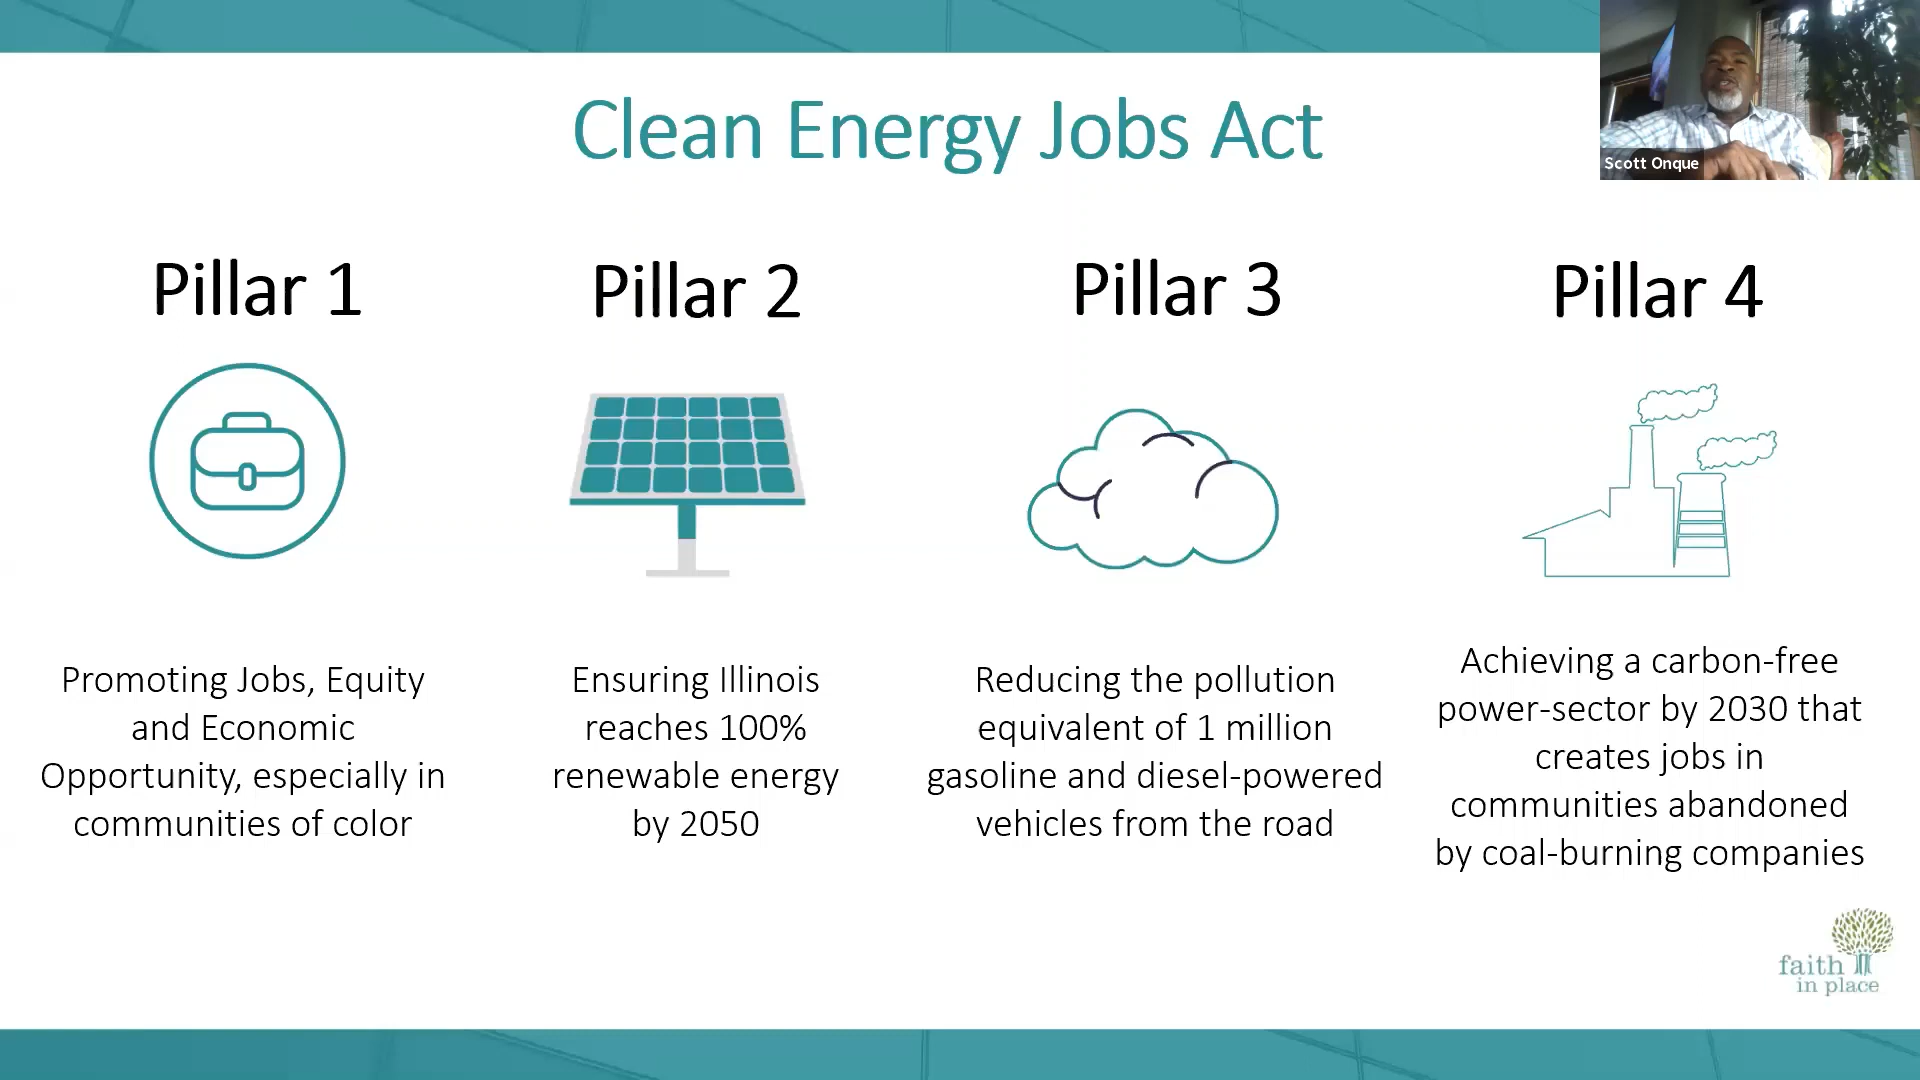 Clean Energy Jobs Act
Scott Onque
Pillar 1
Promoting Jobs, Equity
and Economic
Opportunity, especially in
communities of color
Pillar 2
Ensuring Illinois
reaches 100%
renewable energy
by 2050
Pillar 3
Reducing the pollution
equivalent of 1 million
gasoline and diesel-powered
vehicles from the road
Pillar 4
Achieving a carbon-free
power-sector by 2030 that
creates jobs in
communities abandoned
by coal-burning companies
faith
in place